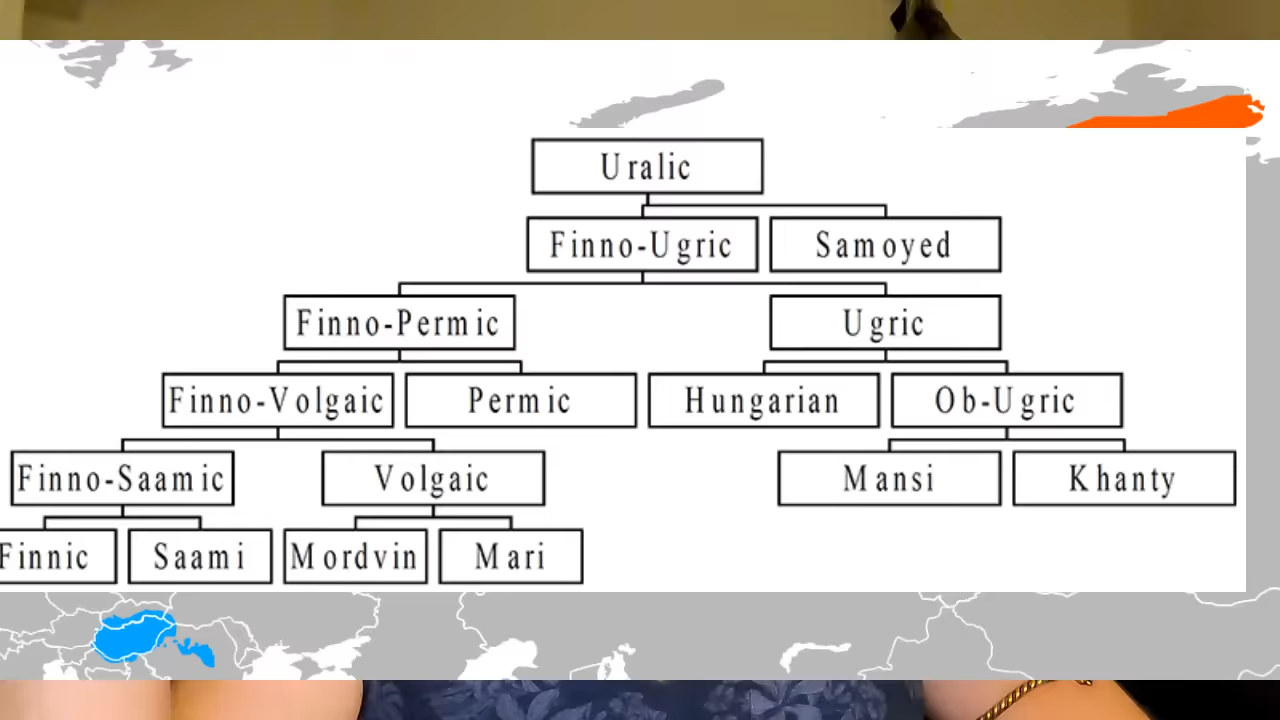 Uralic
Finno-Ugric Samoyed
Finno-Permic Ugric
Finno-Volgaic Permic Hungarian Ob-Ugric
Finno-Saamic Volgaic Mansi Khanty
Finnic Saami Mordvin Mari